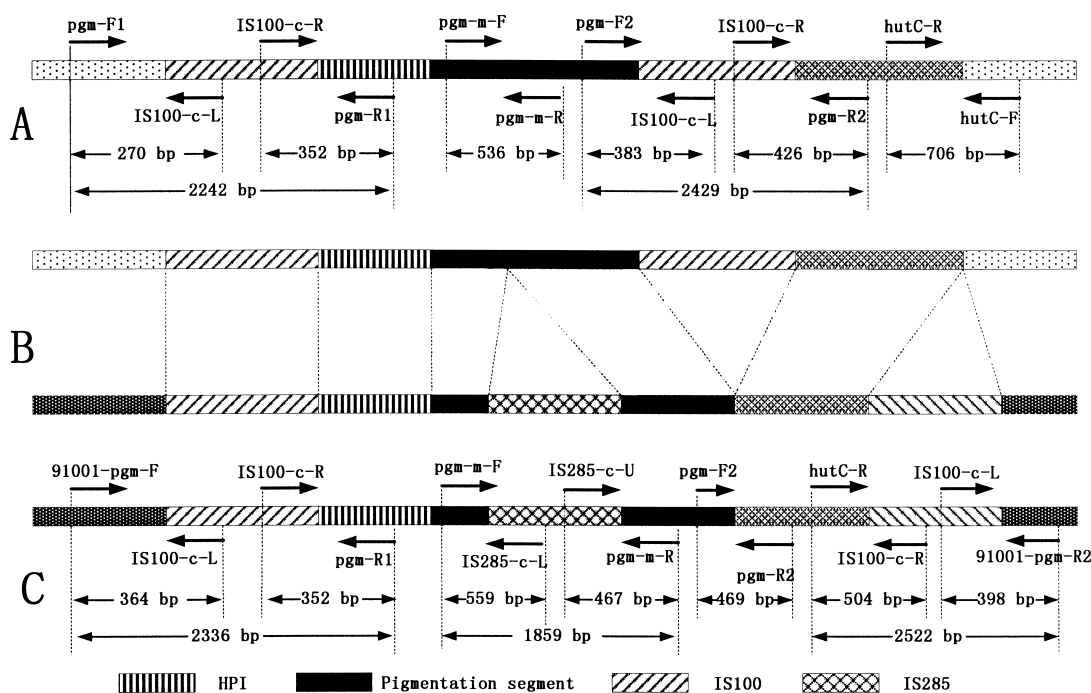 pgm-F1 IS100-c-R pgm-m-F pgm-F2 IS100-c-R hutC-R
A
IS100-c-L pgm-R1 pgm-m-R IS100-c-L pgm-R2 hutC-F
270 bp 352 bp 536 bp 383 bp 426 bp 706 bp
2242 bp 2429 bp
B
91001-pgm-F IS100-c-R pgm-m-F IS285-c-U pgm-F2 hutC-R IS100-c-L
C
IS100-c-L pgm-R1 IS285-c-L pgm-m-R pgm-R2 IS100-c-R 91001-pgm-R2
364 bp 352 bp 559 bp 467 bp 469 bp 504 bp 398 bp
2336 bp 1859 bp 2522 bp
HPI Pigmentation segment IS100 IS285